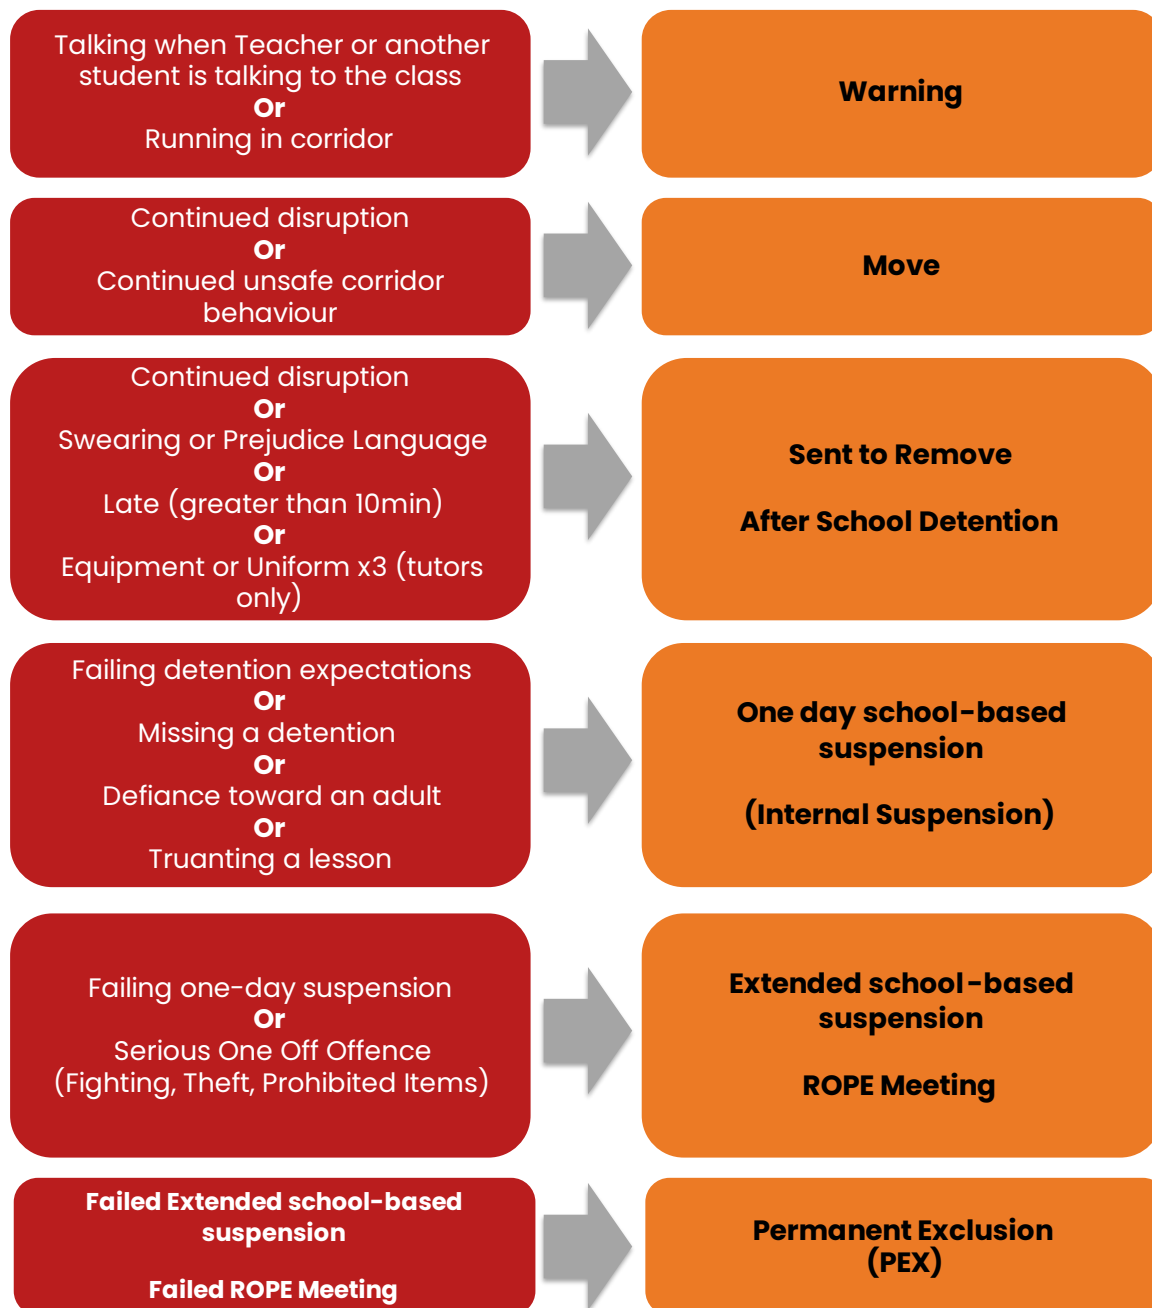 Talking when Teacher or another
student is talking to the class
Or
Running in corridor
Warning
Continued disruption
Or
Continued unsafe corridor
behaviour
Move
Continued disruption
Or
Swearing or Prejudice Language
Or
Late (greater than 10min)
Or
Equipment or Uniform x3 (tutors
only)
Sent to Remove
After School Detention
Failing detention expectations
Or
Missing a detention
Or
Defiance toward an adult
Or
Truanting a lesson
One day school-based
suspension
(Internal Suspension)
Failing one-day suspension
Or
Serious One Off Offence
(Fighting, Theft, Prohibited Items)
Extended school-based
suspension
ROPE Meeting
Failed Extended school-based
suspension
Failed ROPE Meeting
Permanent Exclusion
(PEX)